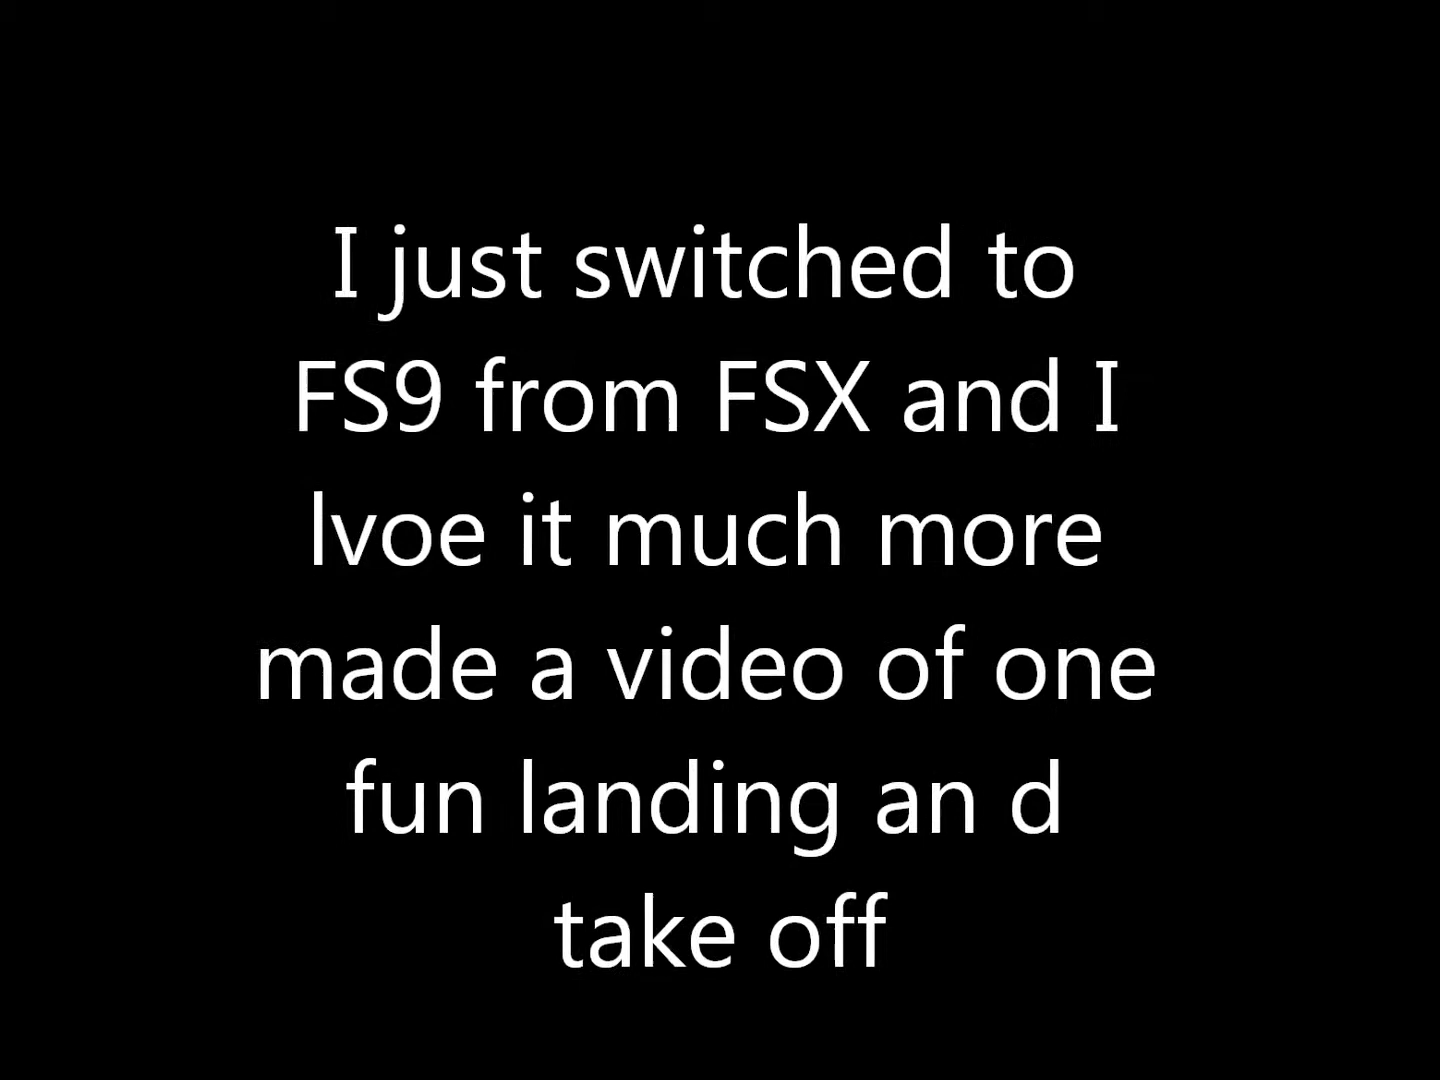 I just switched to
FS9 from FSX and I
lvoe it much more
made a video of one
fun landing an d
take off